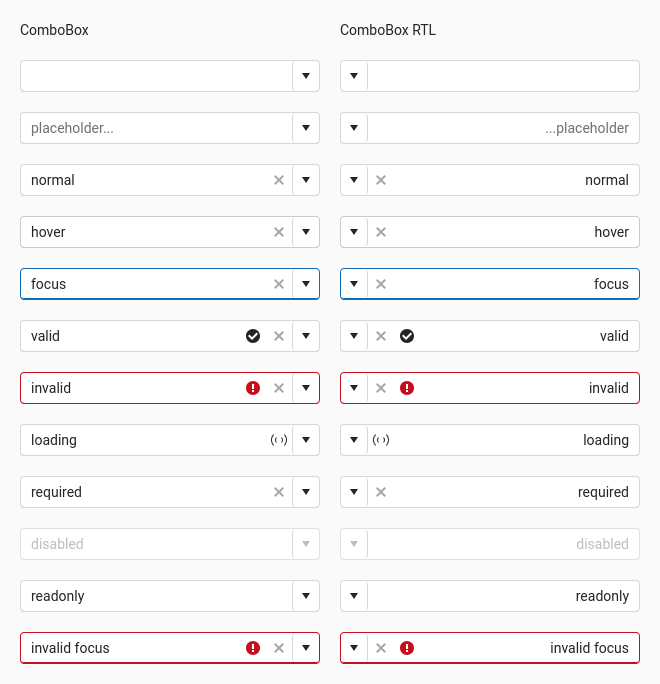 ComboBox
ComboBox RTL
placeholder...
...placeholder
normal
normal
hover
hover
focus
focus
valid
valid
invalid
invalid
loading
loading
required
required
disabled
disabled
readonly
readonly
invalid focus
invalid focus